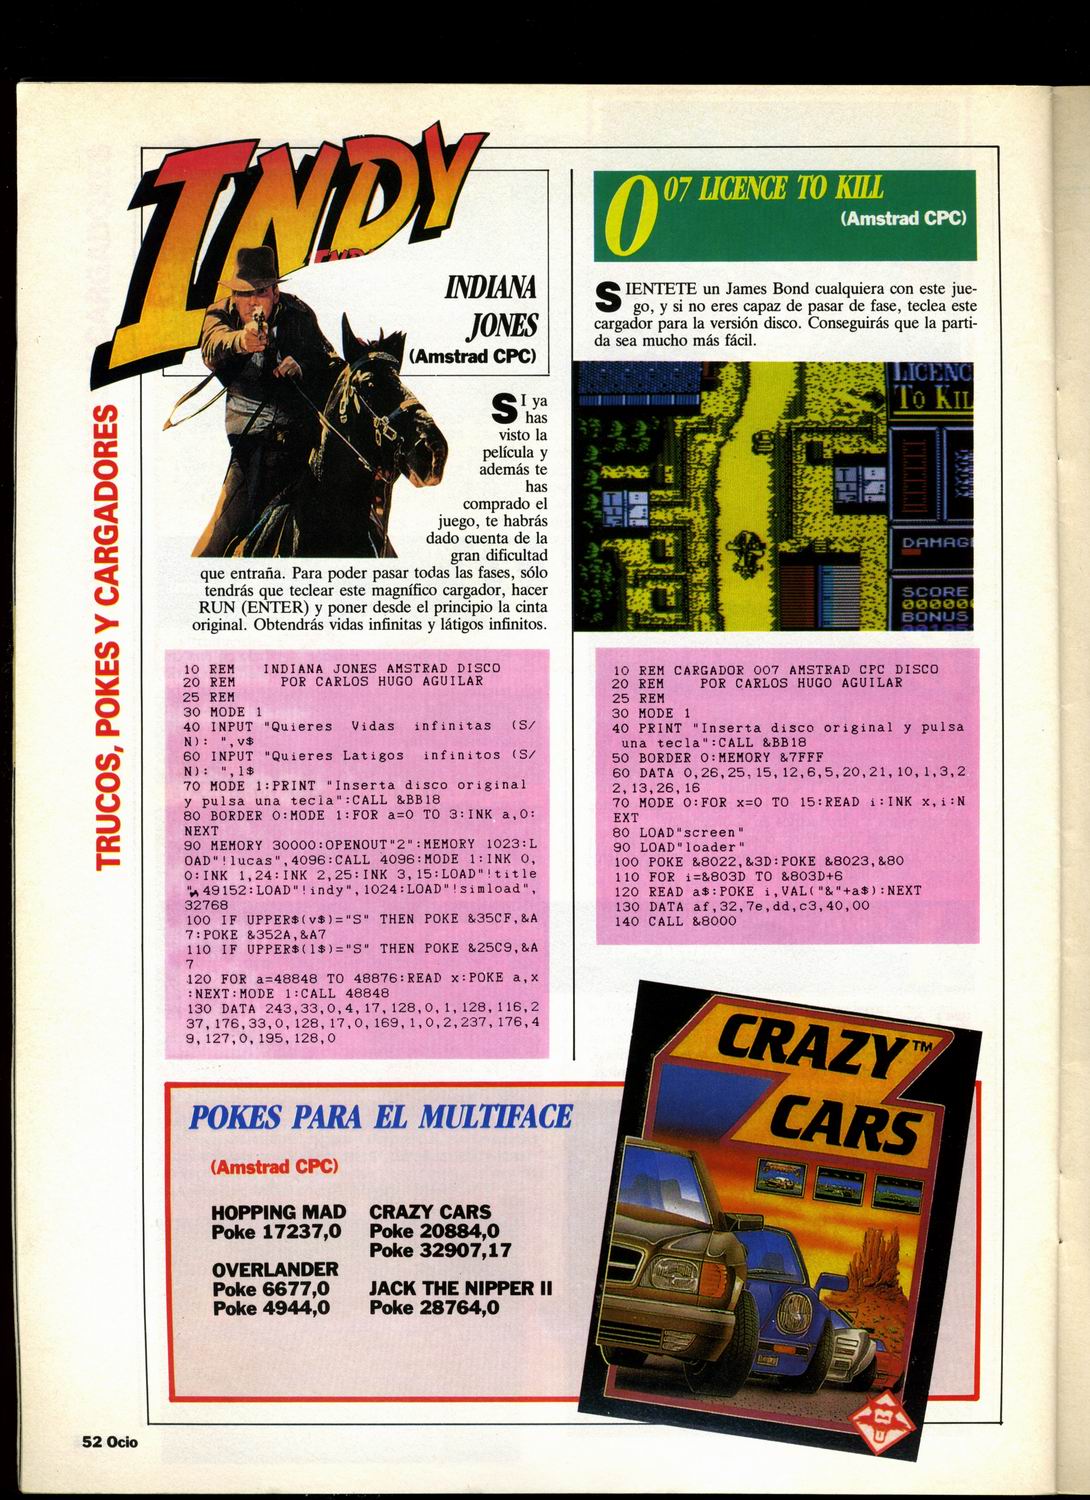 TRUCOS, POKES Y CARGADORES
INDY
INDIANA
JONES
(Amstrad CPC)
SI ya
has
visto la
película y
además te
has
comprado el
juego, te habrás
dado cuenta de la
gran dificultad
que entraña. Para poder pasar todas las fases, sólo
tendrás que teclear este magnífico cargador, hacer
RUN (ENTER) y poner desde el principio la cinta
original. Obtendrás vidas infinitas y látigos infinitos.
10 REM    INDIANA JONES AMSTRAD DISCO
20 REM      POR CARLOS HUGO AGUILAR
25 REM
30 MODE 1
40 INPUT "Quieres  Vidas  infinitas  (S/
N): ",v$
60 INPUT "Quieres Latigos  infinitos (S/
N): ",l$
70 MODE 1:PRINT "Inserta disco original
y pulsa una tecla":CALL &BB18
80 BORDER 0:MODE 1:FOR a=0 TO 3:INK a,0:
NEXT
90 MEMORY 30000:OPENOUT"2":MEMORY 1023:L
OAD"!lucas",4096:CALL 4096:MODE 1:INK 0,
0:INK 1,24:INK 2,25:INK 3,15:LOAD"!title
",49152:LOAD"!indy",1024:LOAD"!simload",
32768
100 IF UPPER$(v$)="S" THEN POKE &35CF,&A
7:POKE &352A,&A7
110 IF UPPER$(l$)="S" THEN POKE &25C9,&A
7
120 FOR a=48848 TO 48876:READ x:POKE a,x
:NEXT:MODE 1:CALL 48848
130 DATA 243,33,0,4,17,128,0,1,128,116,2
37,176,33,0,128,17,0,169,1,0,2,237,176,4
9,127,0,195,128,0
007 LICENCE TO KILL
(Amstrad CPC)
SIENTETE un James Bond cualquiera con este jue-
go, y si no eres capaz de pasar de fase, teclea este
cargador para la versión disco. Conseguirás que la parti-
da sea mucho más fácil.
LICENC
TO KIL
DAMAG
SCORE
000000
BONUS
10 REM CARGADOR 007 AMSTRAD CPC DISCO
20 REM    POR CARLOS HUGO AGUILAR
25 REM
30 MODE 1
40 PRINT "Inserta disco original y pulsa
una tecla":CALL &BB18
50 BORDER 0:MEMORY &7FFF
60 DATA 0,26,25,15,12,6,5,20,21,10,1,3,2
2,13,26,16
70 MODE 0:FOR x=0 TO 15:READ i:INK x,i:N
EXT
80 LOAD"screen"
90 LOAD"loader"
100 POKE &8022,&3D:POKE &8023,&80
110 FOR i=&803D TO &803D+6
120 READ a$:POKE i,VAL("&"+a$):NEXT
130 DATA af,32,7e,dd,c3,40,00
140 CALL &8000
POKES PARA EL MULTIFACE
(Amstrad CPC)
HOPPING MAD
Poke 17237,0
OVERLANDER
Poke 6677,0
Poke 4944,0
CRAZY CARS
Poke 20884,0
Poke 32907,17
JACK THE NIPPER II
Poke 28764,0
CRAZY™
CARS
52 Ocio